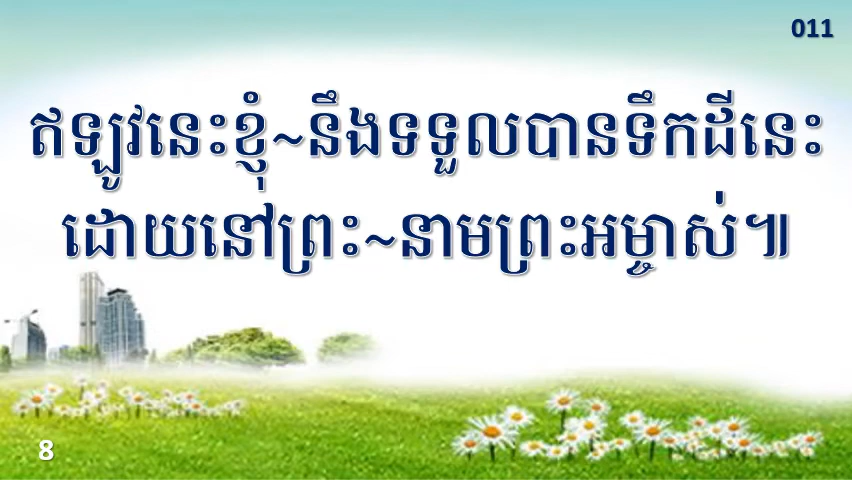 011
ឥឡូវនេះខ្ញុំ~នឹងទទួលបានទឹកដីនេះ
ដោយនៅព្រះ~នាមព្រះអម្ចាស់៕
8